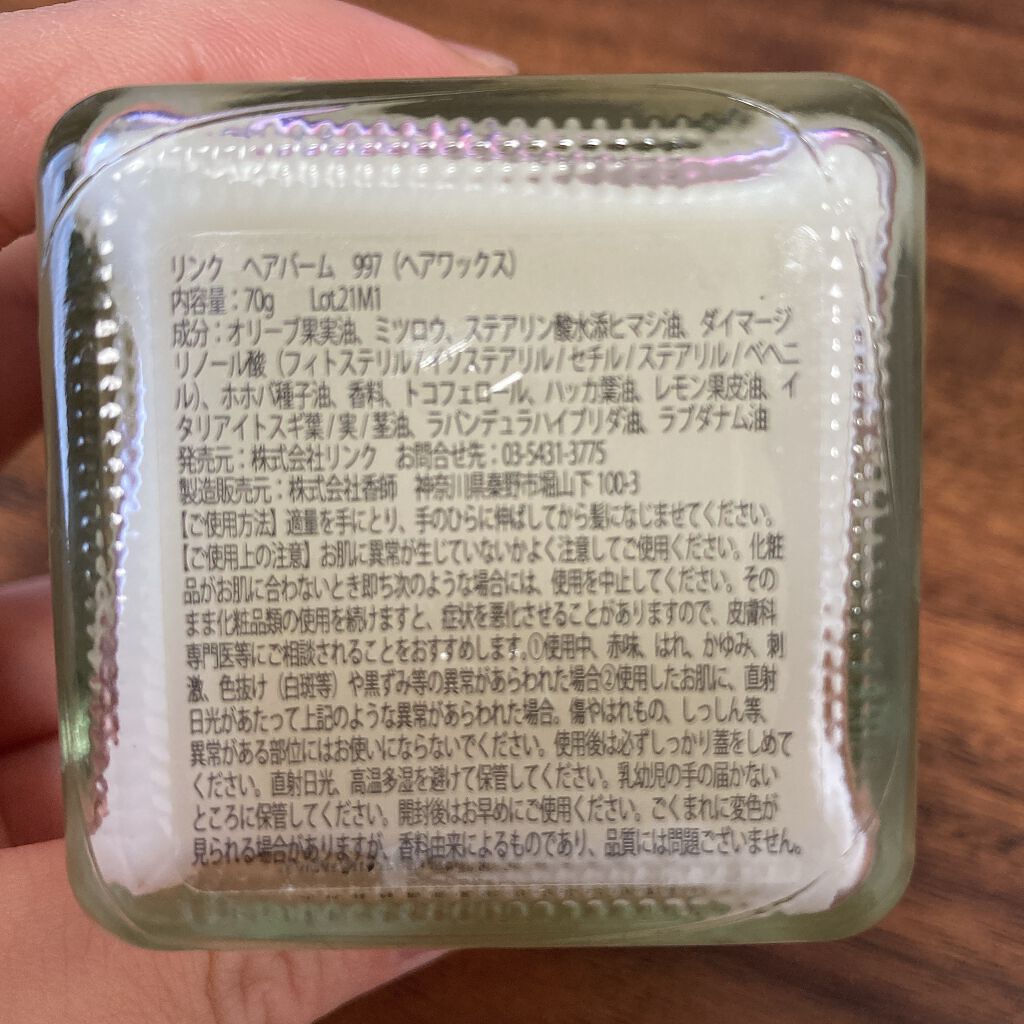 リンク ヘアバーム 997（ヘアワックス）
内容量：70g Lot.21M1
成分：オリーブ果実油、ミツロウ、ステアリン酸水添ヒマシ油、ダイマージ
リノール酸（フィトステリル/イソステアリル/セチル/ステアリル/ベヘニ
ル）、ホホバ種子油、香料、トコフェロール、ハッカ葉油、レモン果皮油、イ
タリアイトスギ葉/実/茎油、ラバンデュラハイブリダ油、ラブダナム油
発売元：株式会社リンク お問合せ先：03-5431-3775
製造販売元：株式会社香師 神奈川県秦野市堀山下100-3
【ご使用方法】適量を手にとり、手のひらに伸ばしてから髪になじませてください。
【ご使用上の注意】お肌に異常が生じていないかよく注意してご使用ください。化粧
品がお肌に合わないとき即ち次のような場合には、使用を中止してください。その
まま化粧品類の使用を続けますと、症状を悪化させることがありますので、皮膚科
専門医等にご相談されることをおすすめします。①使用中、赤味、はれ、かゆみ、刺
激、色抜け（白斑等）や黒ずみ等の異常があらわれた場合②使用したお肌に、直射
日光があたって上記のような異常があらわれた場合。傷やはれもの、しっしん等、
異常がある部位にはお使いにならないでください。使用後は必ずしっかり蓋をしめて
ください。直射日光、高温多湿を避けて保管してください。乳幼児の手の届かない
ところに保管してください。開封後はお早めにご使用ください。ごくまれに変色が
見られる場合がありますが、香料由来によるものであり、品質には問題ございません。